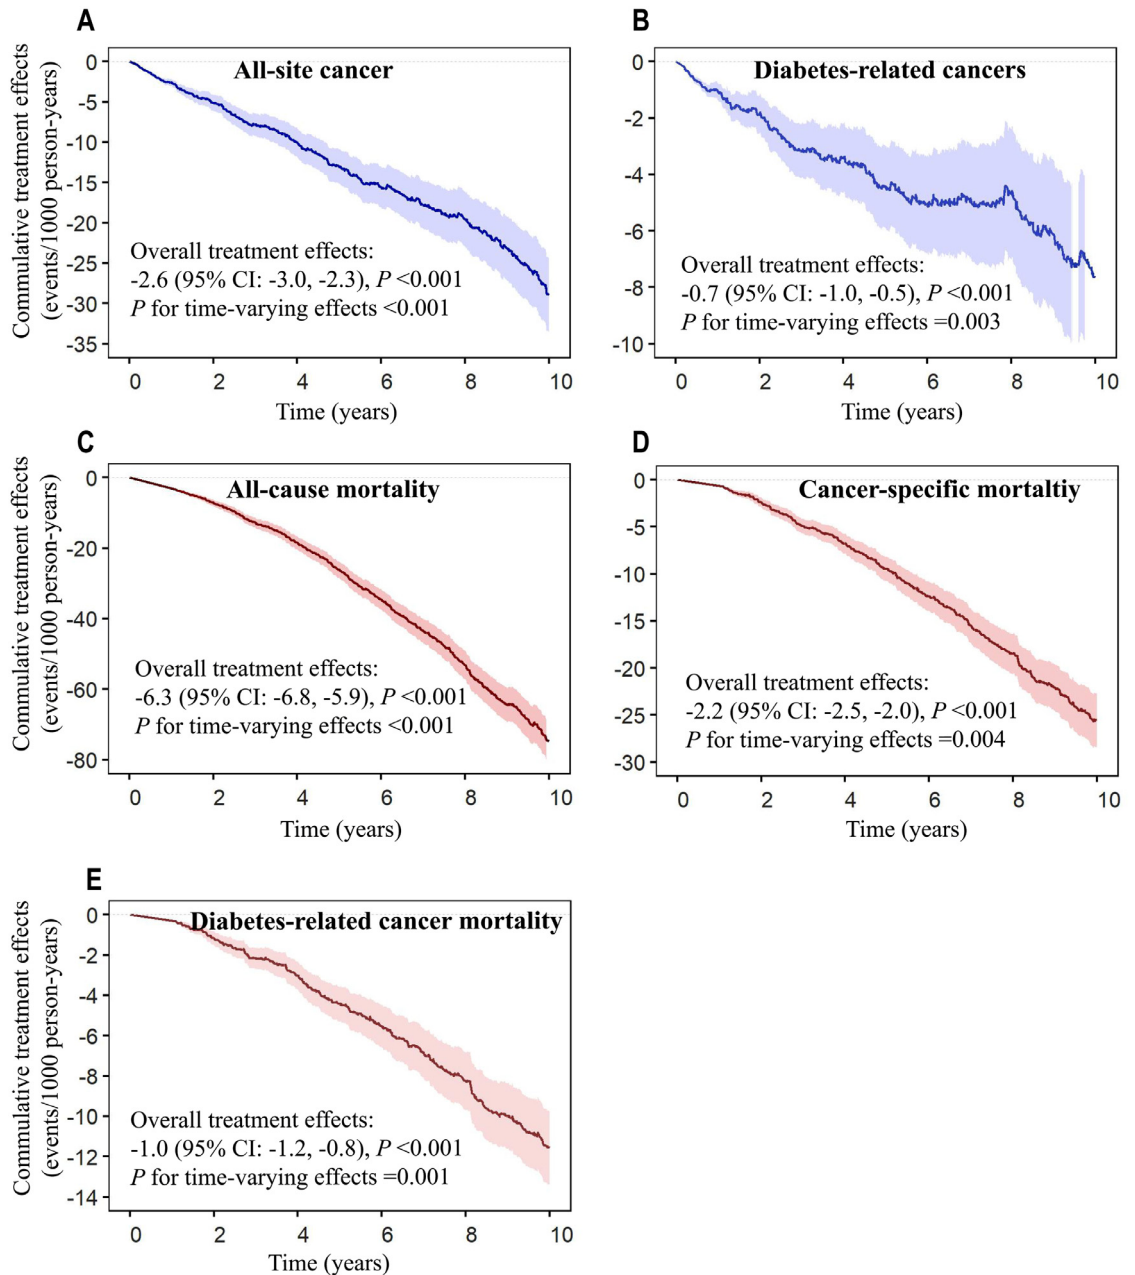 A
Commulative treatment effects
(events/1000 person-years)
All-site cancer
0
-5
-10
-15
-20
-25
-30
-35
Overall treatment effects:
-2.6 (95% CI: -3.0, -2.3), P <0.001
P for time-varying effects <0.001
0 2 4 6 8 10
Time (years)
B
Diabetes-related cancers
0
-2
-4
-6
-8
-10
Overall treatment effects:
-0.7 (95% CI: -1.0, -0.5), P <0.001
P for time-varying effects =0.003
0 2 4 6 8 10
Time (years)
C
Commulative treatment effects
(events/1000 person-years)
All-cause mortality
0
-20
-40
-60
-80
Overall treatment effects:
-6.3 (95% CI: -6.8, -5.9), P <0.001
P for time-varying effects <0.001
0 2 4 6 8 10
Time (years)
D
Cancer-specific mortaltiy
0
-5
-10
-15
-20
-25
-30
Overall treatment effects:
-2.2 (95% CI: -2.5, -2.0), P <0.001
P for time-varying effects =0.004
0 2 4 6 8 10
Time (years)
E
Commulative treatment effects
(events/1000 person-years)
Diabetes-related cancer mortality
0
-2
-4
-6
-8
-10
-12
-14
Overall treatment effects:
-1.0 (95% CI: -1.2, -0.8), P <0.001
P for time-varying effects =0.001
0 2 4 6 8 10
Time (years)